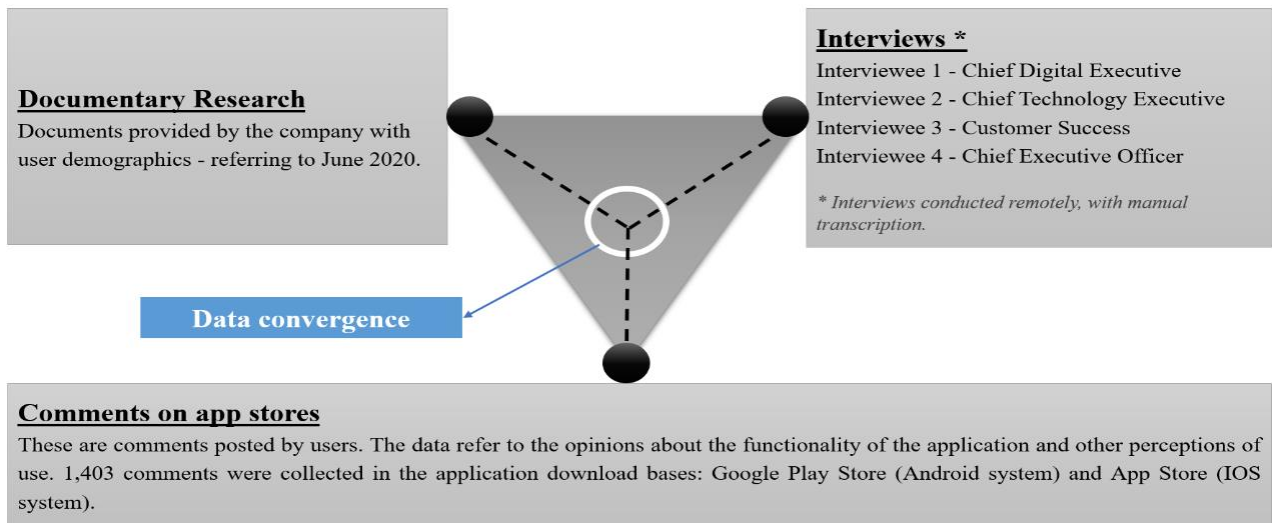 Documentary Research
Documents provided by the company with
user demographics - referring to June 2020.
Interviews *
Interviewee 1 - Chief Digital Executive
Interviewee 2 - Chief Technology Executive
Interviewee 3 - Customer Success
Interviewee 4 - Chief Executive Officer
* Interviews conducted remotely, with manual
transcription.
Data convergence
Comments on app stores
These are comments posted by users. The data refer to the opinions about the functionality of the application and other perceptions of
use. 1,403 comments were collected in the application download bases: Google Play Store (Android system) and App Store (IOS
system).